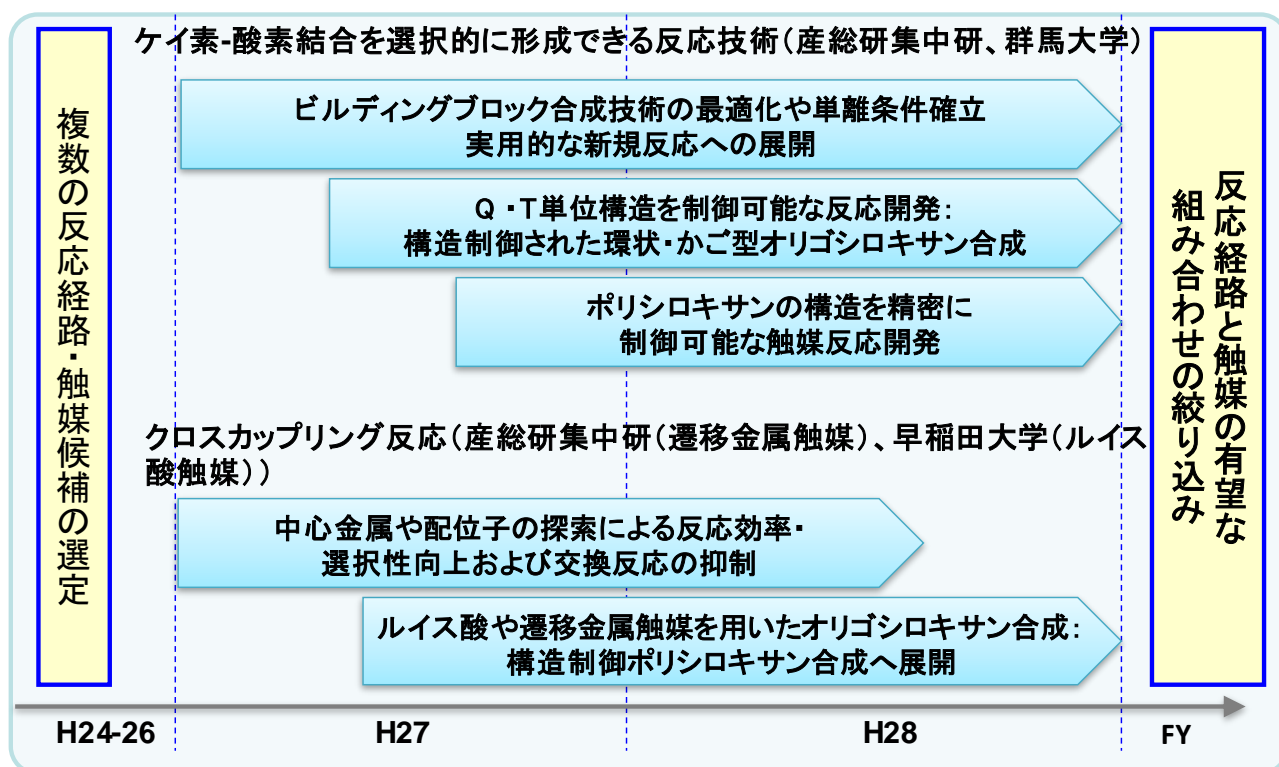 複数の反応経路・触媒候補の選定
ケイ素-酸素結合を選択的に形成できる反応技術（産総研集中研、群馬大学）
ビルディングブロック合成技術の最適化や単離条件確立
実用的な新規反応への展開
Q・T単位構造を制御可能な反応開発：
構造制御された環状・かご型オリゴシロキサン合成
ポリシロキサンの構造を精密に
制御可能な触媒反応開発
クロスカップリング反応（産総研集中研（遷移金属触媒）、早稲田大学（ルイス
酸触媒））
中心金属や配位子の探索による反応効率・
選択性向上および交換反応の抑制
ルイス酸や遷移金属触媒を用いたオリゴシロキサン合成：
構造制御ポリシロキサン合成へ展開
反応経路と触媒の有望な
組み合わせの絞り込み
H24-26
H27
H28
FY